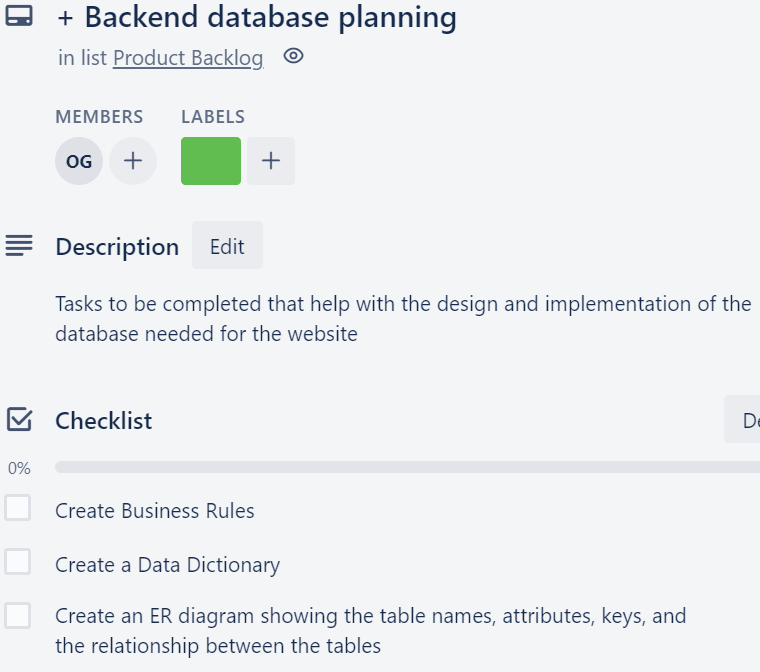 + Backend database planning
in list Product Backlog
MEMBERS LABELS
OG + +
Description Edit
Tasks to be completed that help with the design and implementation of the
database needed for the website
Checklist
0%
Create Business Rules
Create a Data Dictionary
Create an ER diagram showing the table names, attributes, keys, and
the relationship between the tables